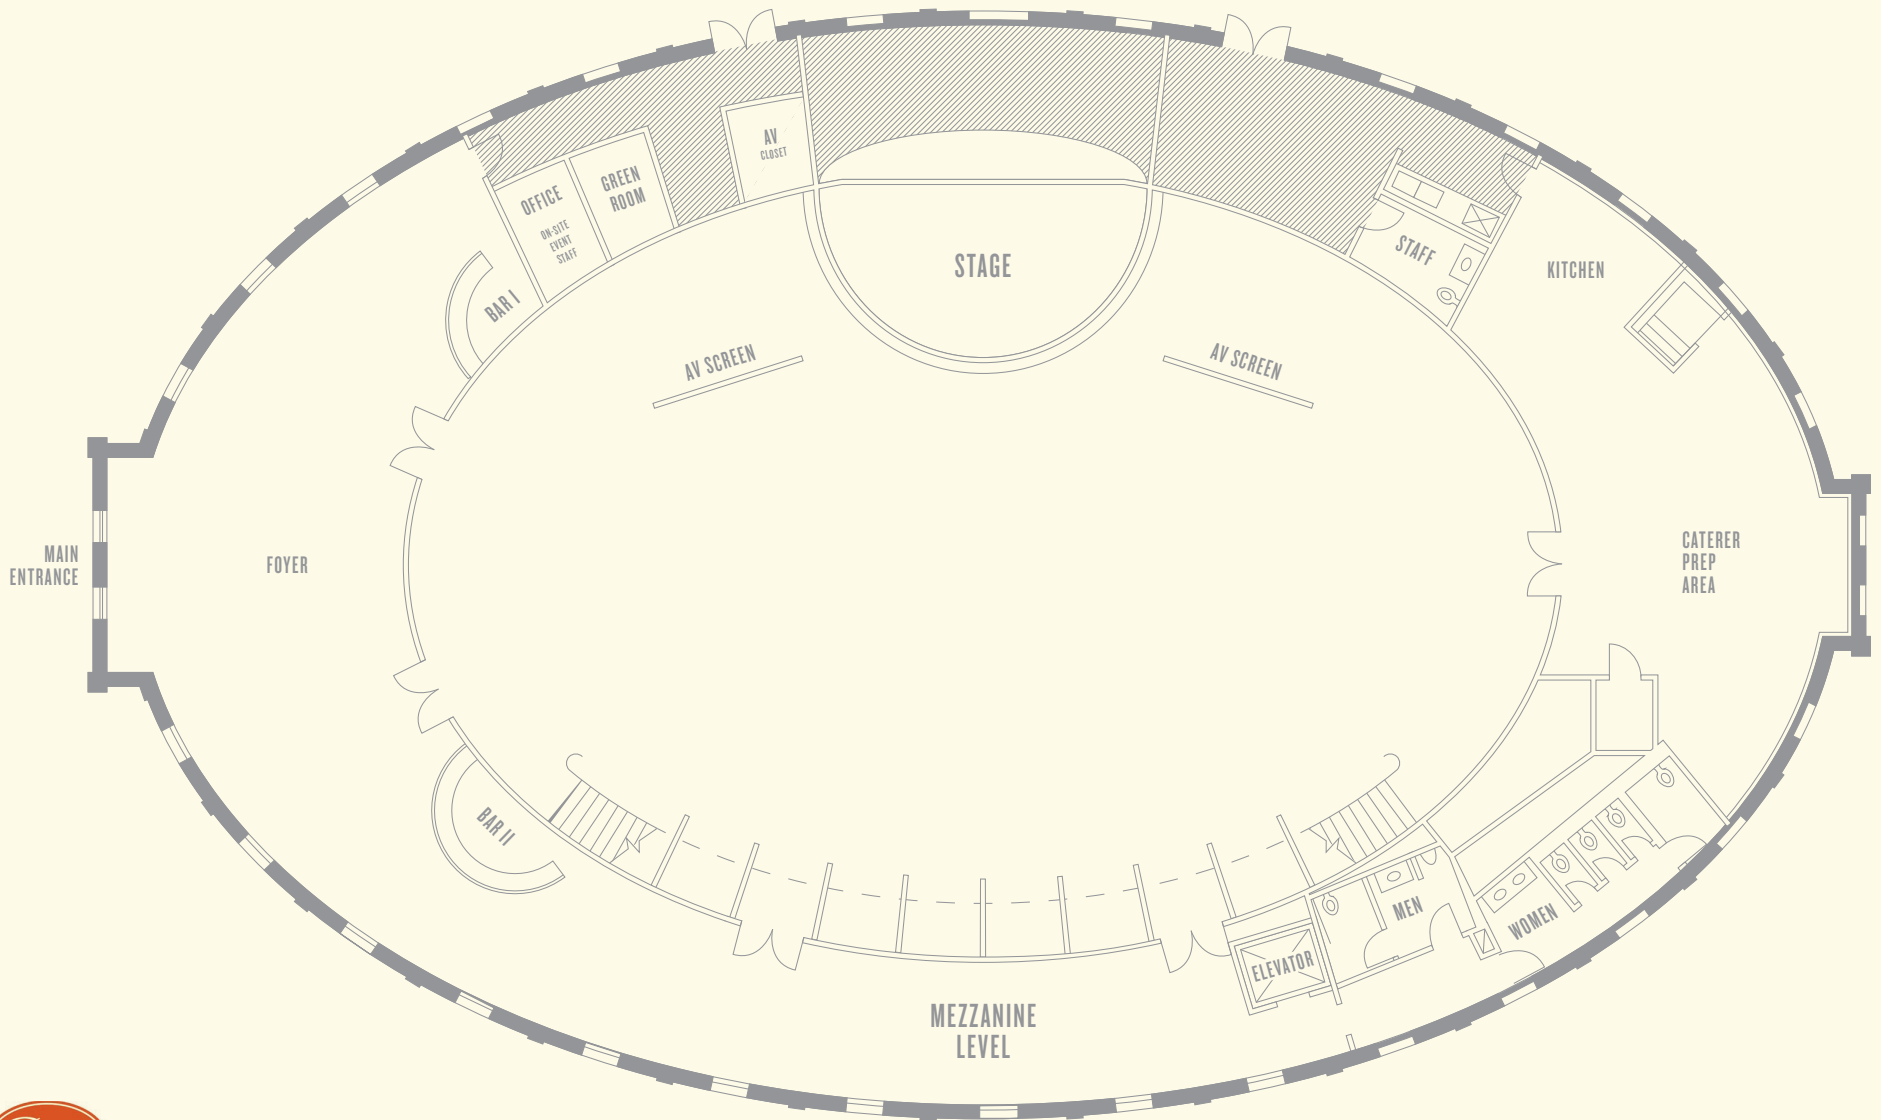 AV
CLOSET
GREEN
ROOM
OFFICE
ON-SITE
EVENT
STAFF
BAR I
STAGE
STAFF
KITCHEN
AV SCREEN
AV SCREEN
MAIN
ENTRANCE
FOYER
CATERER
PREP
AREA
BAR II
MEN
WOMEN
ELEVATOR
MEZZANINE
LEVEL